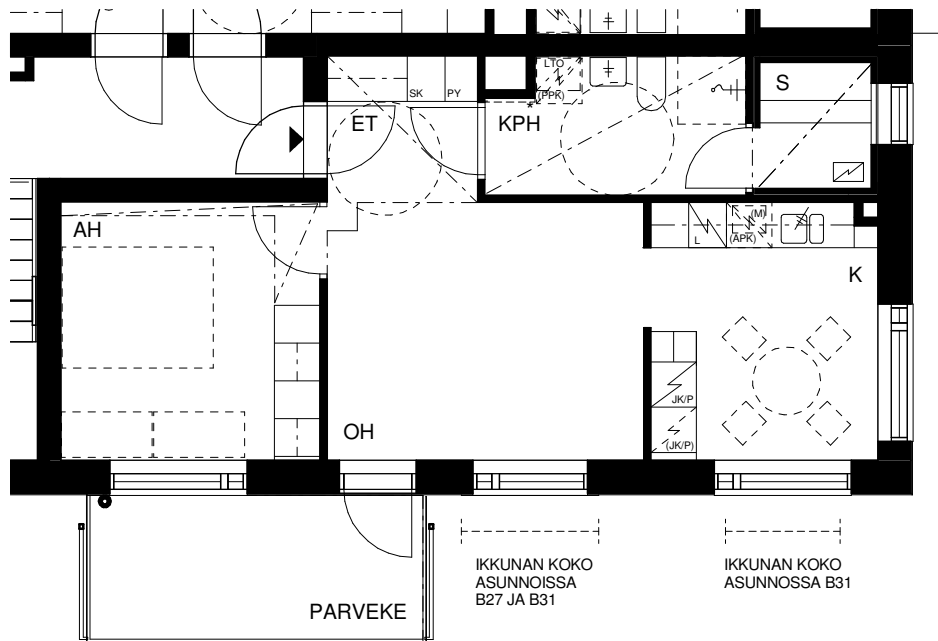 LTO
(PPK)
SK
PY
ET
KPH
S
AH
L
(M)
(APK)
K
JK/P
(JK/P)
OH
IKKUNAN KOKO
ASUNNOISSA
B27 JA B31
IKKUNAN KOKO
ASUNNOSSA B31
PARVEKE